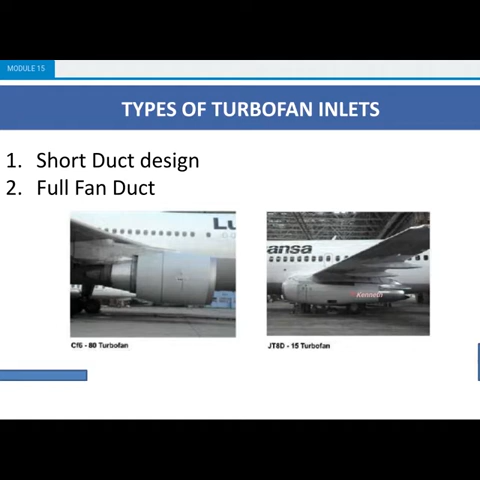 MODULE 15
TYPES OF TURBOFAN INLETS
1. Short Duct design
2. Full Fan Duct
Lu
ansa
Kenneth
Cf6 - 80 Turbofan
JT8D - 15 Turbofan